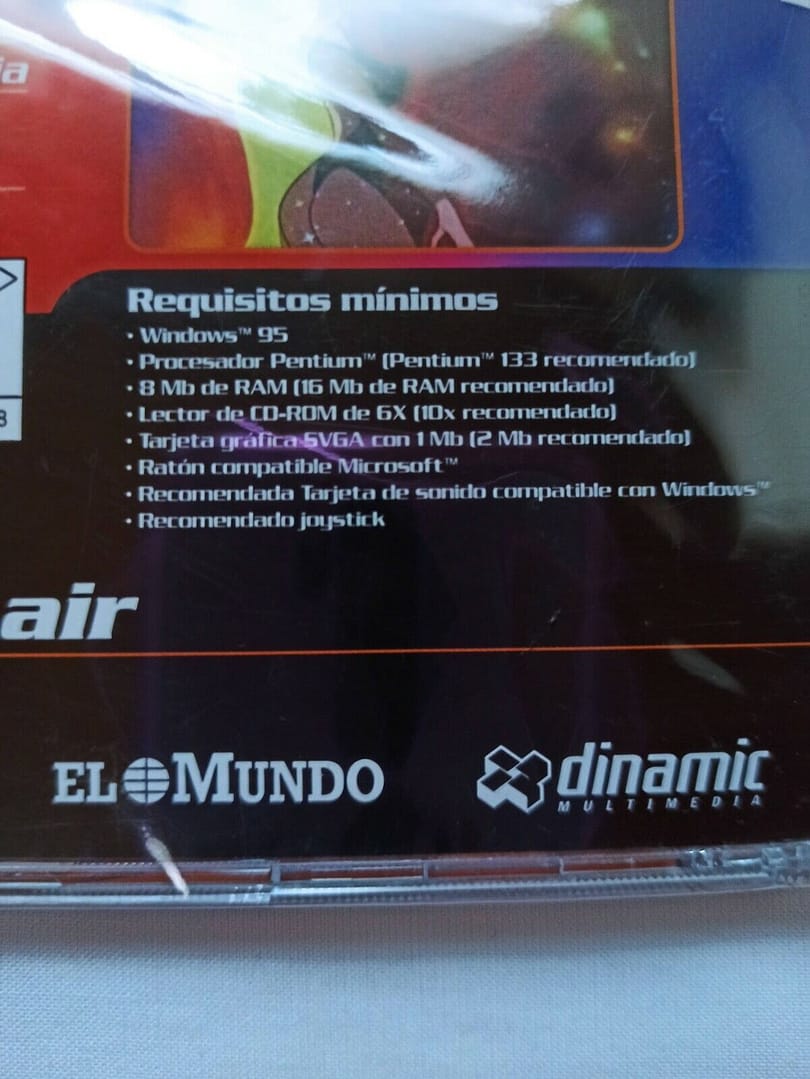 ia
Requisitos mínimos
· Windows™ 95
· Procesador Pentium™ (Pentium™ 133 recomendado)
· 8 Mb de RAM (16 Mb de RAM recomendado)
· Lector de CD-ROM de 6X (10x recomendado)
· Tarjeta gráfica SVGA con 1 Mb (2 Mb recomendado)
· Ratón compatible Microsoft™
· Recomendada Tarjeta de sonido compatible con Windows™
· Recomendado joystick
8
air
EL MUNDO
dinamic
MULTIMEDIA